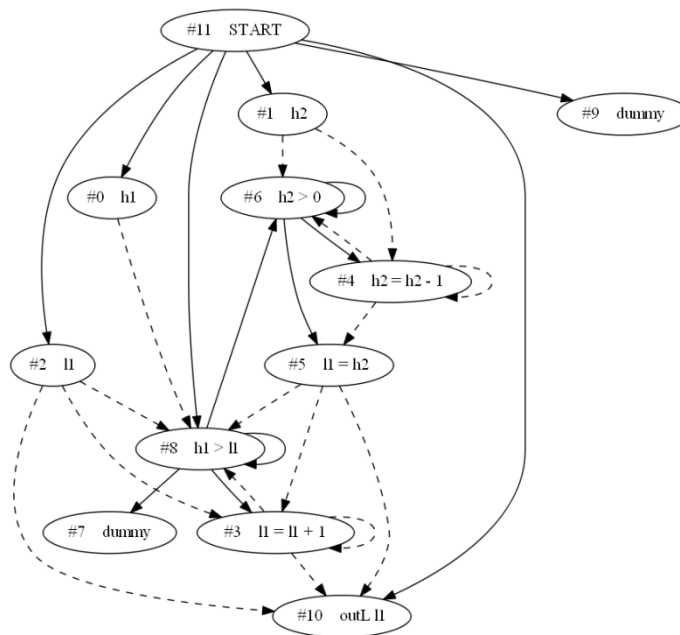 #11 START
#1 h2
#9 dummy
#0 h1
#6 h2 > 0
#4 h2 = h2 - 1
#2 l1
#5 l1 = h2
#8 h1 > l1
#7 dummy
#3 l1 = l1 + 1
#10 outL l1